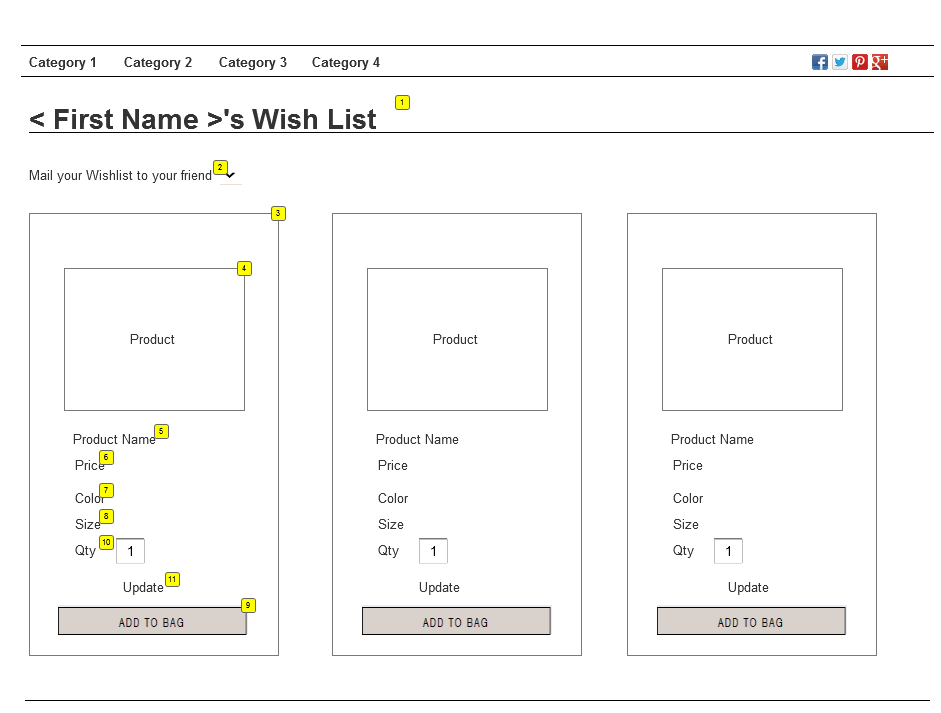 Category 1 Category 2 Category 3 Category 4
< First Name >'s Wish List 1
Mail your Wishlist to your friend 2
3
4
Product Product Product
Product Name 5 Product Name Product Name
Price 6 Price Price
Color 7 Color Color
Size 8 Size Size
Qty 10 1 Qty 1 Qty 1
Update 11 Update Update
9
ADD TO BAG ADD TO BAG ADD TO BAG